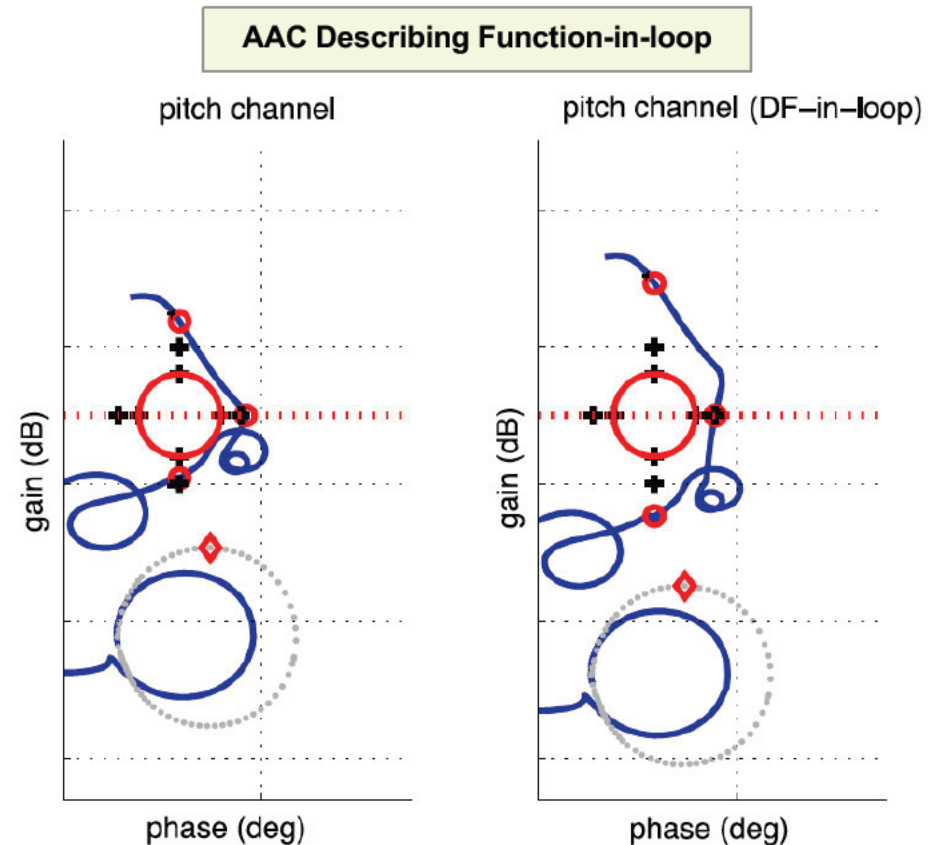 AAC Describing Function-in-loop
pitch channel
gain (dB)
phase (deg)
pitch channel (DF-in-loop)
gain (dB)
phase (deg)